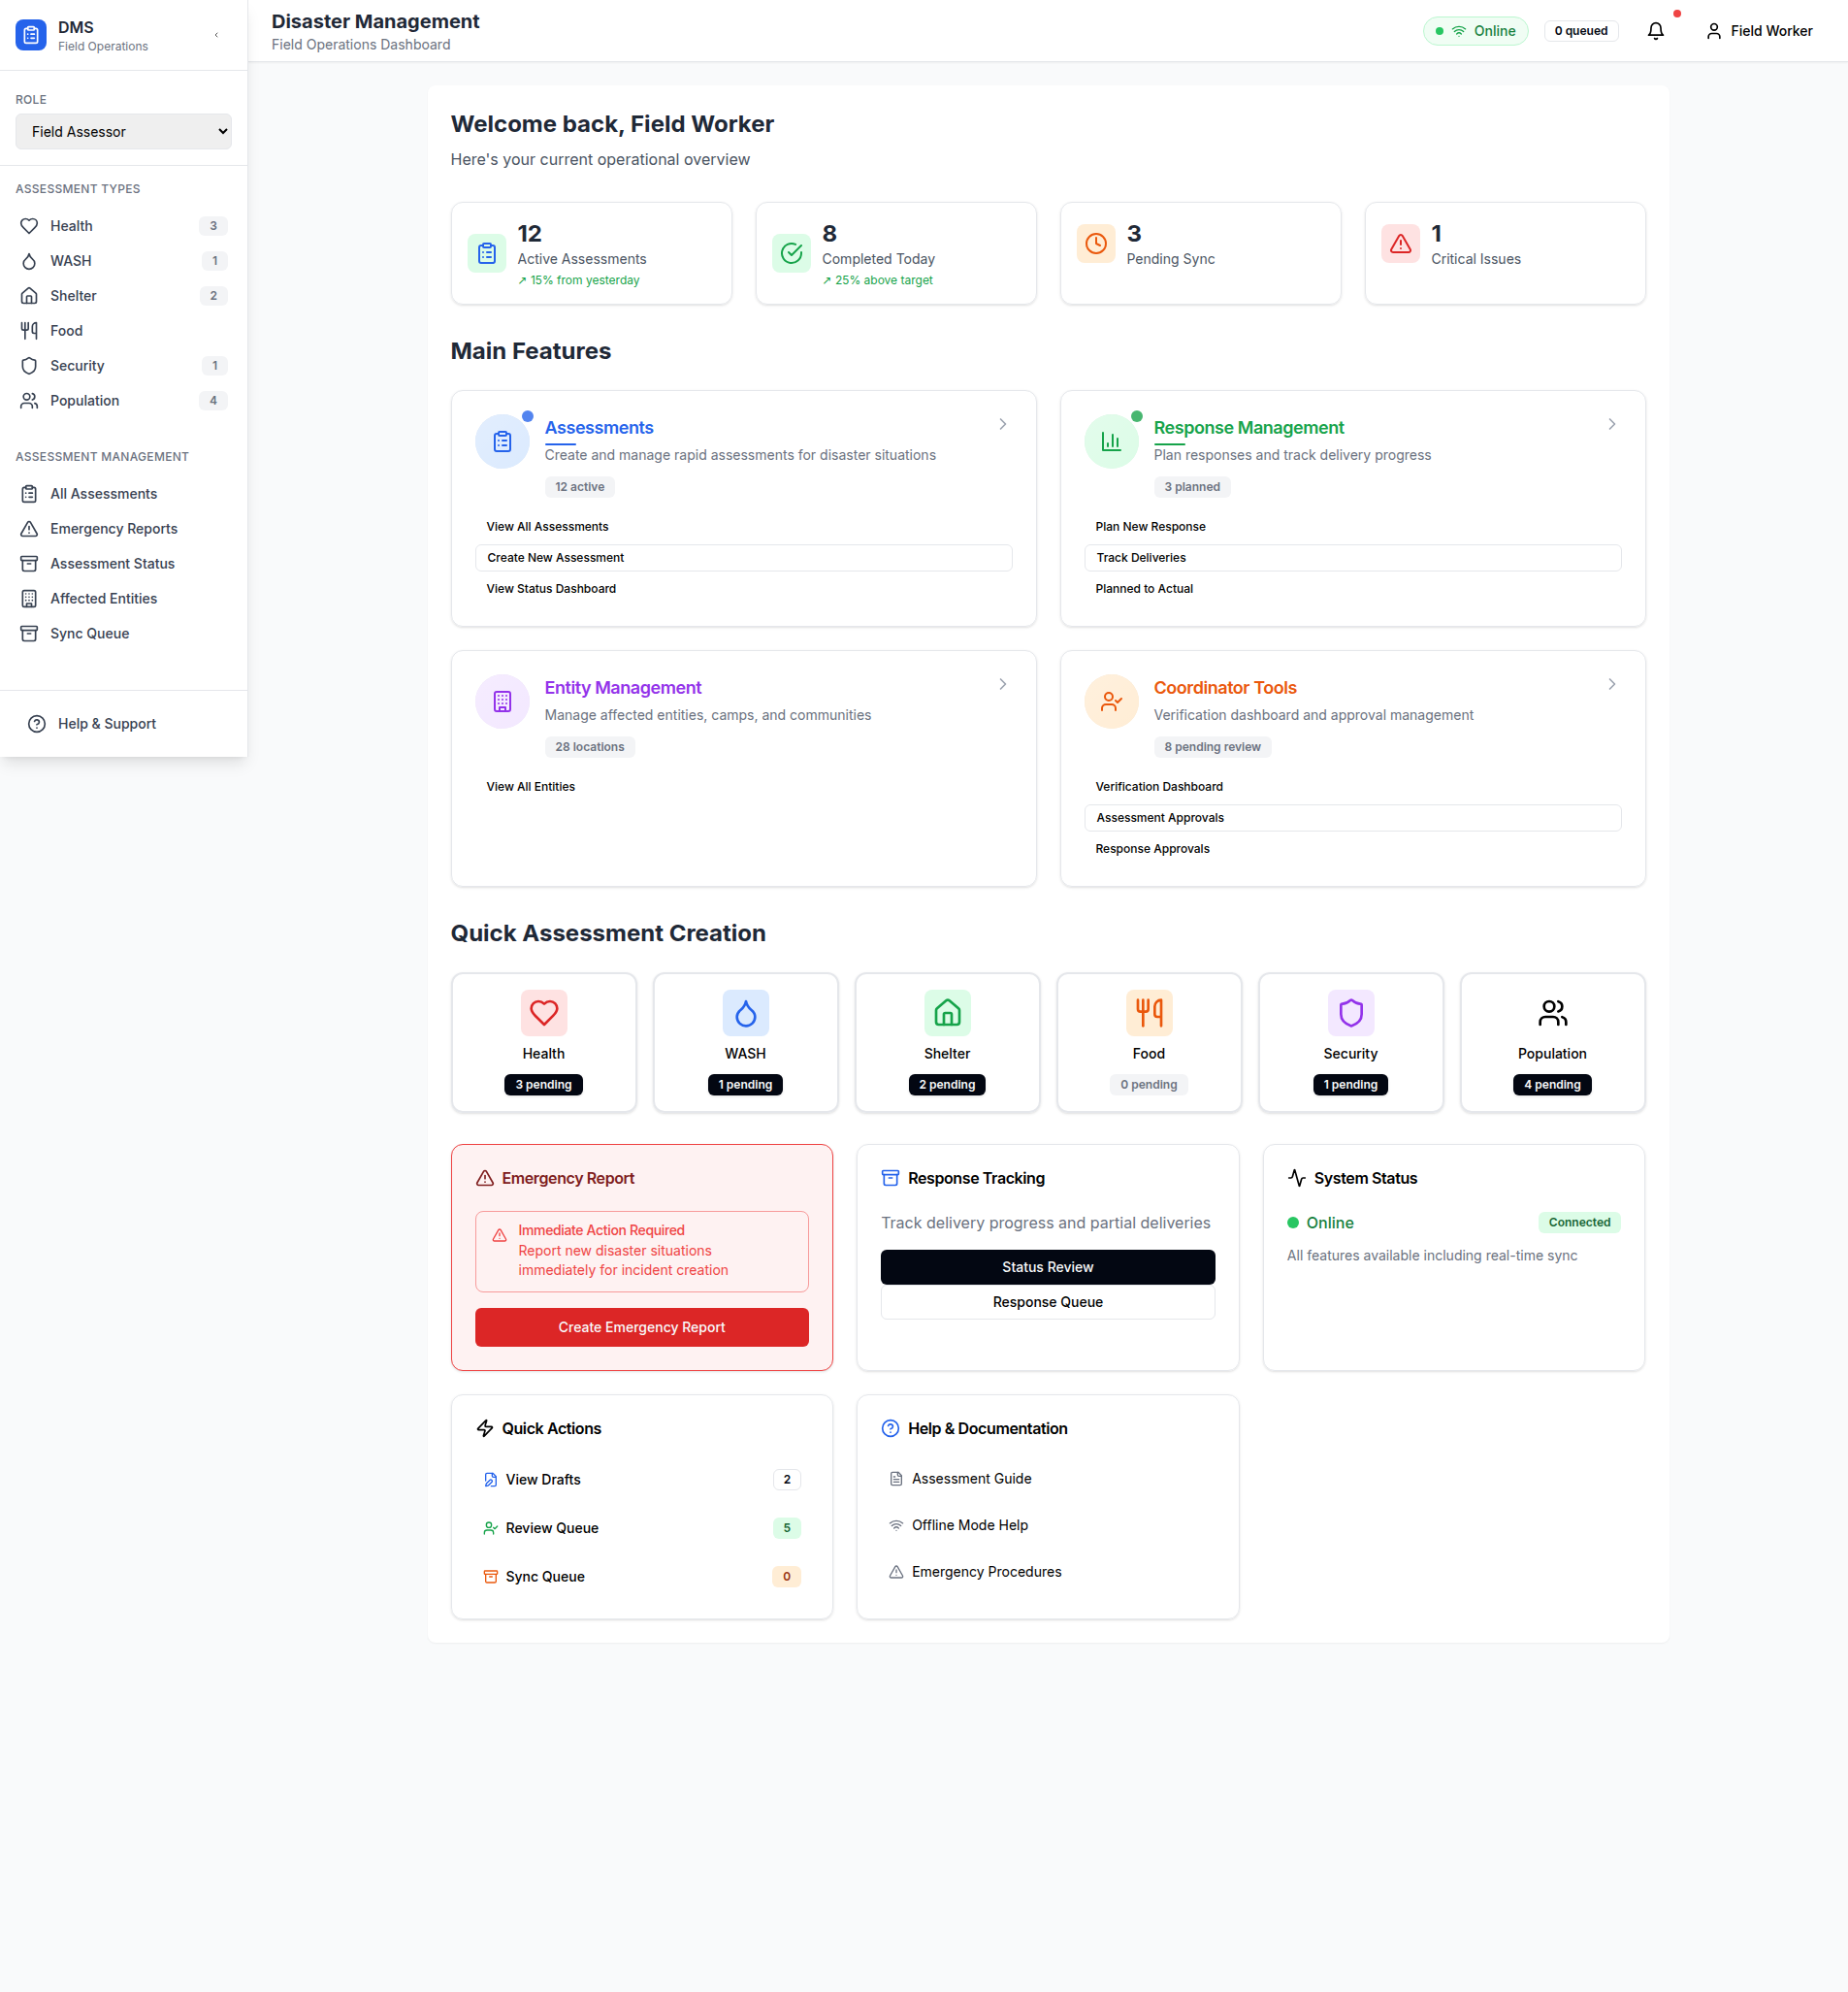 DMS
Field Operations
ROLE
Field Assessor
ASSESSMENT TYPES
Health 3
WASH 1
Shelter 2
Food
Security 1
Population 4
ASSESSMENT MANAGEMENT
All Assessments
Emergency Reports
Assessment Status
Affected Entities
Sync Queue
Help & Support
Disaster Management
Field Operations Dashboard
Online
0 queued
Field Worker
Welcome back, Field Worker
Here's your current operational overview
12
Active Assessments
↗ 15% from yesterday
8
Completed Today
↗ 25% above target
3
Pending Sync
1
Critical Issues
Main Features
Assessments
Create and manage rapid assessments for disaster situations
12 active
View All Assessments
Create New Assessment
View Status Dashboard
Response Management
Plan responses and track delivery progress
3 planned
Plan New Response
Track Deliveries
Planned to Actual
Entity Management
Manage affected entities, camps, and communities
28 locations
View All Entities
Coordinator Tools
Verification dashboard and approval management
8 pending review
Verification Dashboard
Assessment Approvals
Response Approvals
Quick Assessment Creation
Health
3 pending
WASH
1 pending
Shelter
2 pending
Food
0 pending
Security
1 pending
Population
4 pending
Emergency Report
Immediate Action Required
Report new disaster situations
immediately for incident creation
Create Emergency Report
Response Tracking
Track delivery progress and partial deliveries
Status Review
Response Queue
System Status
Online
Connected
All features available including real-time sync
Quick Actions
View Drafts 2
Review Queue 5
Sync Queue 0
Help & Documentation
Assessment Guide
Offline Mode Help
Emergency Procedures